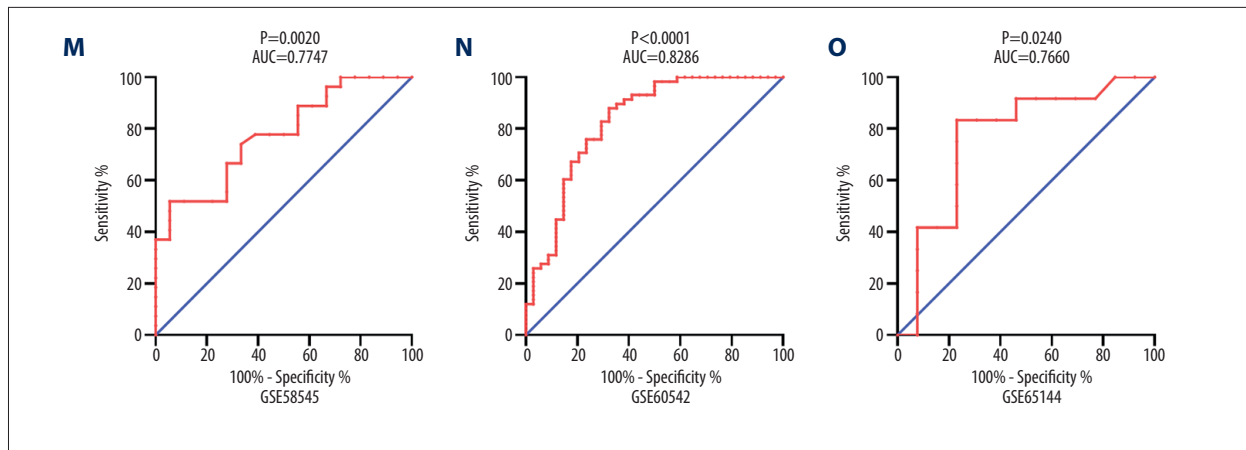 M
P=0.0020
AUC=0.7747
100
80
60
40
20
0
Sensitivity %
0 20 40 60 80 100
100% - Specificity %
GSE58545
N
P<0.0001
AUC=0.8286
100
80
60
40
20
0
Sensitivity %
0 20 40 60 80 100
100% - Specificity %
GSE60542
O
P=0.0240
AUC=0.7660
100
80
60
40
20
0
Sensitivity %
0 20 40 60 80 100
100% - Specificity %
GSE65144